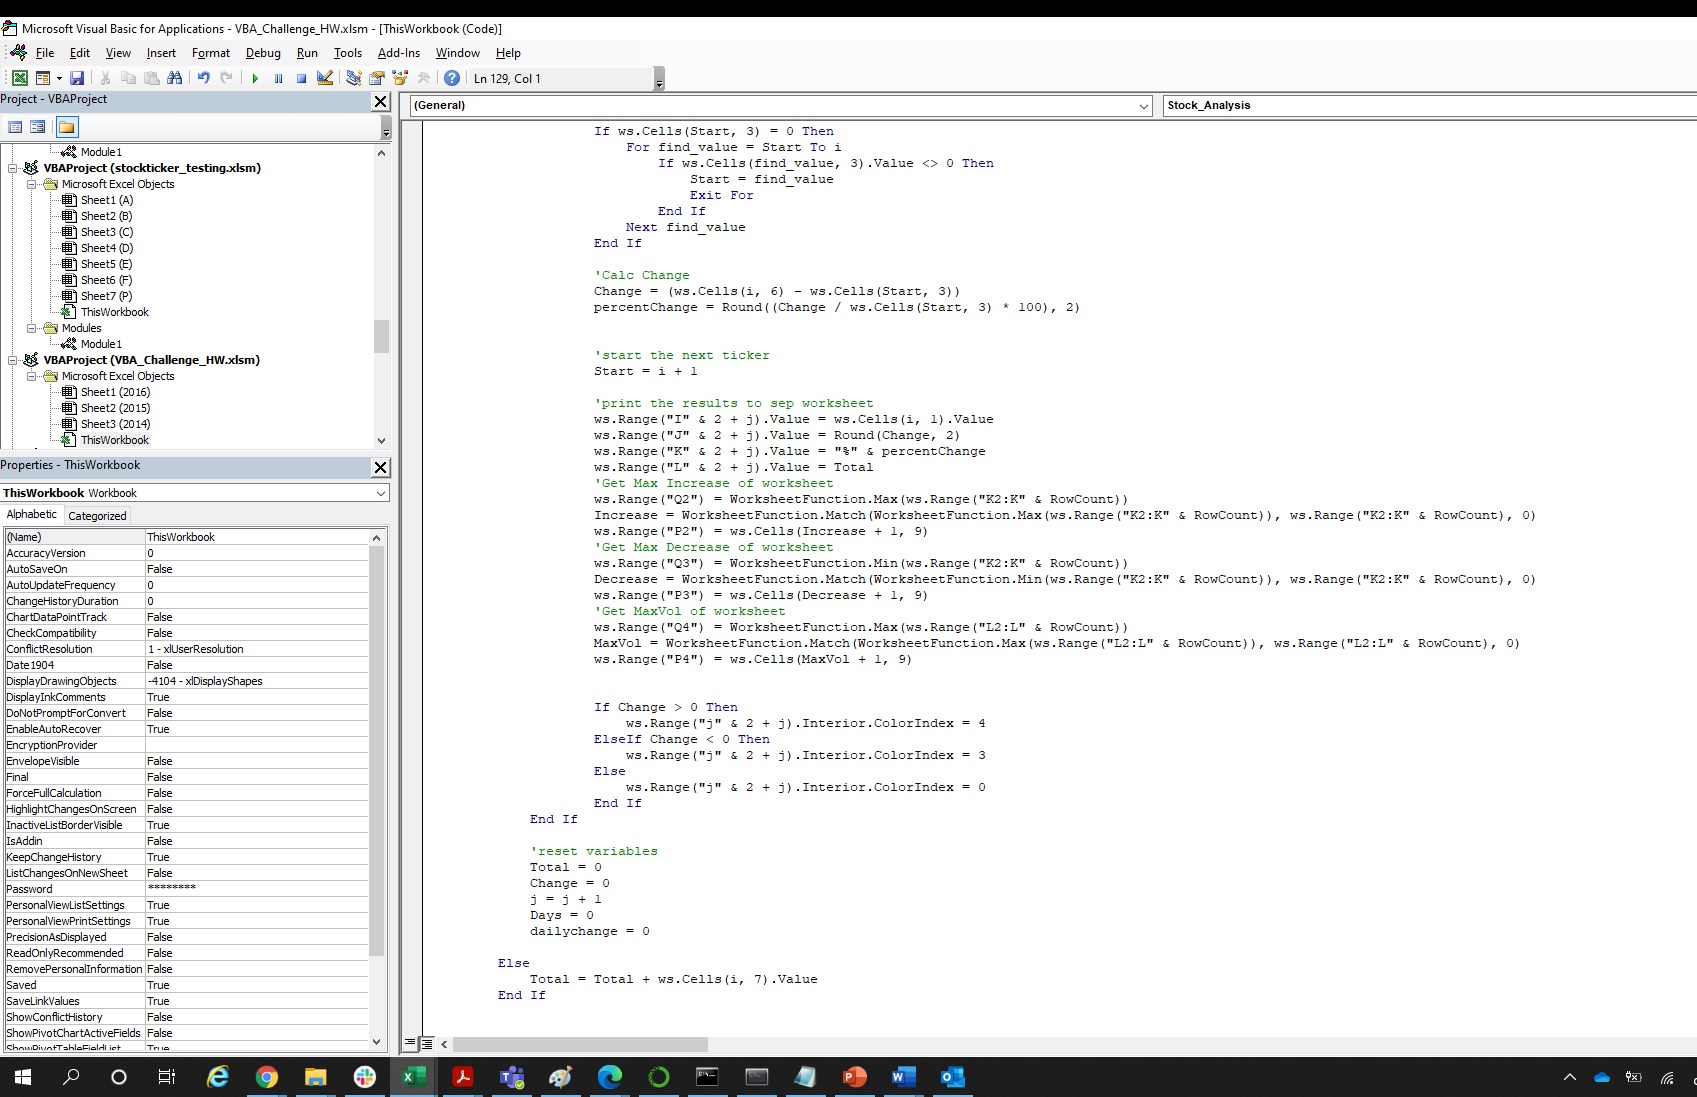 Microsoft Visual Basic for Applications - VBA_Challenge_HW.xlsm - [ThisWorkbook (Code)]
File Edit View Insert Format Debug Run Tools Add-Ins Window Help
Ln 129, Col 1
Project - VBAProject
Module1
VBAProject (stockticker_testing.xlsm)
Microsoft Excel Objects
Sheet1 (A)
Sheet2 (B)
Sheet3 (C)
Sheet4 (D)
Sheet5 (E)
Sheet6 (F)
Sheet7 (P)
ThisWorkbook
Modules
Module1
VBAProject (VBA_Challenge_HW.xlsm)
Microsoft Excel Objects
Sheet1 (2016)
Sheet2 (2015)
Sheet3 (2014)
ThisWorkbook
Properties - ThisWorkbook
ThisWorkbook Workbook
Alphabetic Categorized
(Name) ThisWorkbook
AccuracyVersion 0
AutoSaveOn False
AutoUpdateFrequency 0
ChangeHistoryDuration 0
ChartDataPointTrack False
CheckCompatibility False
ConflictResolution 1 - xlUserResolution
Date1904 False
DisplayDrawingObjects -4104 - xlDisplayShapes
DisplayInkComments True
DoNotPromptForConvert False
EnableAutoRecover True
EncryptionProvider
EnvelopeVisible False
Final False
ForceFullCalculation False
HighlightChangesOnScreen False
InactiveListBorderVisible True
IsAddin False
KeepChangeHistory True
ListChangesOnNewSheet False
Password ********
PersonalViewListSettings True
PersonalViewPrintSettings True
PrecisionAsDisplayed False
ReadOnlyRecommended False
RemovePersonalInformation False
Saved True
SaveLinkValues True
ShowConflictHistory False
ShowPivotChartActiveFields False
ShowPivotTableFieldList True
(General) Stock_Analysis
If ws.Cells(Start, 3) = 0 Then
For find_value = Start To i
If ws.Cells(find_value, 3).Value <> 0 Then
Start = find_value
Exit For
End If
Next find_value
End If
'Calc Change
Change = (ws.Cells(i, 6) - ws.Cells(Start, 3))
percentChange = Round((Change / ws.Cells(Start, 3) * 100), 2)
'start the next ticker
Start = i + 1
'print the results to sep worksheet
ws.Range("I" & 2 + j).Value = ws.Cells(i, 1).Value
ws.Range("J" & 2 + j).Value = Round(Change, 2)
ws.Range("K" & 2 + j).Value = "%" & percentChange
ws.Range("L" & 2 + j).Value = Total
'Get Max Increase of worksheet
ws.Range("Q2") = WorksheetFunction.Max(ws.Range("K2:K" & RowCount))
Increase = WorksheetFunction.Match(WorksheetFunction.Max(ws.Range("K2:K" & RowCount)), ws.Range("K2:K" & RowCount), 0)
ws.Range("P2") = ws.Cells(Increase + 1, 9)
'Get Max Decrease of worksheet
ws.Range("Q3") = WorksheetFunction.Min(ws.Range("K2:K" & RowCount))
Decrease = WorksheetFunction.Match(WorksheetFunction.Min(ws.Range("K2:K" & RowCount)), ws.Range("K2:K" & RowCount), 0)
ws.Range("P3") = ws.Cells(Decrease + 1, 9)
'Get MaxVol of worksheet
ws.Range("Q4") = WorksheetFunction.Max(ws.Range("L2:L" & RowCount))
MaxVol = WorksheetFunction.Match(WorksheetFunction.Max(ws.Range("L2:L" & RowCount)), ws.Range("L2:L" & RowCount), 0)
ws.Range("P4") = ws.Cells(MaxVol + 1, 9)
If Change > 0 Then
ws.Range("j" & 2 + j).Interior.ColorIndex = 4
ElseIf Change < 0 Then
ws.Range("j" & 2 + j).Interior.ColorIndex = 3
Else
ws.Range("j" & 2 + j).Interior.ColorIndex = 0
End If
End If
'reset variables
Total = 0
Change = 0
j = j + 1
Days = 0
dailychange = 0
Else
Total = Total + ws.Cells(i, 7).Value
End If